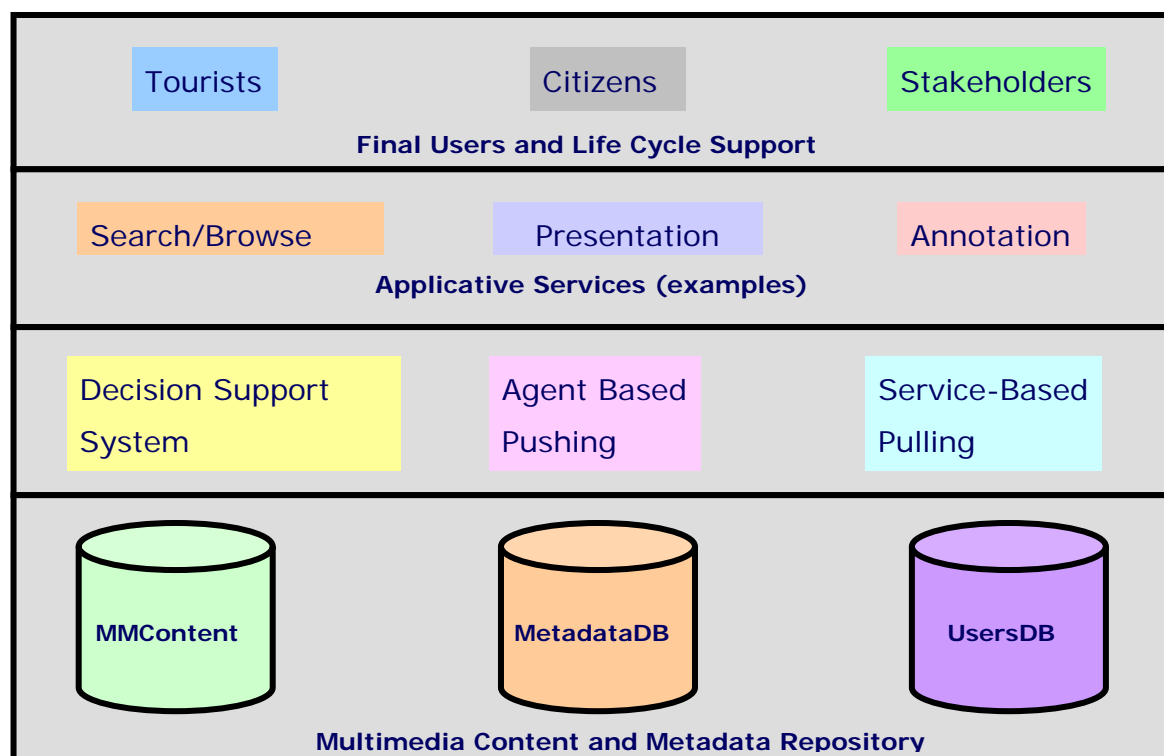 Tourists
Citizens
Stakeholders
Final Users and Life Cycle Support
Search/Browse
Presentation
Annotation
Applicative Services (examples)
Decision Support
System
Agent Based
Pushing
Service-Based
Pulling
MMContent
MetadataDB
UsersDB
Multimedia Content and Metadata Repository